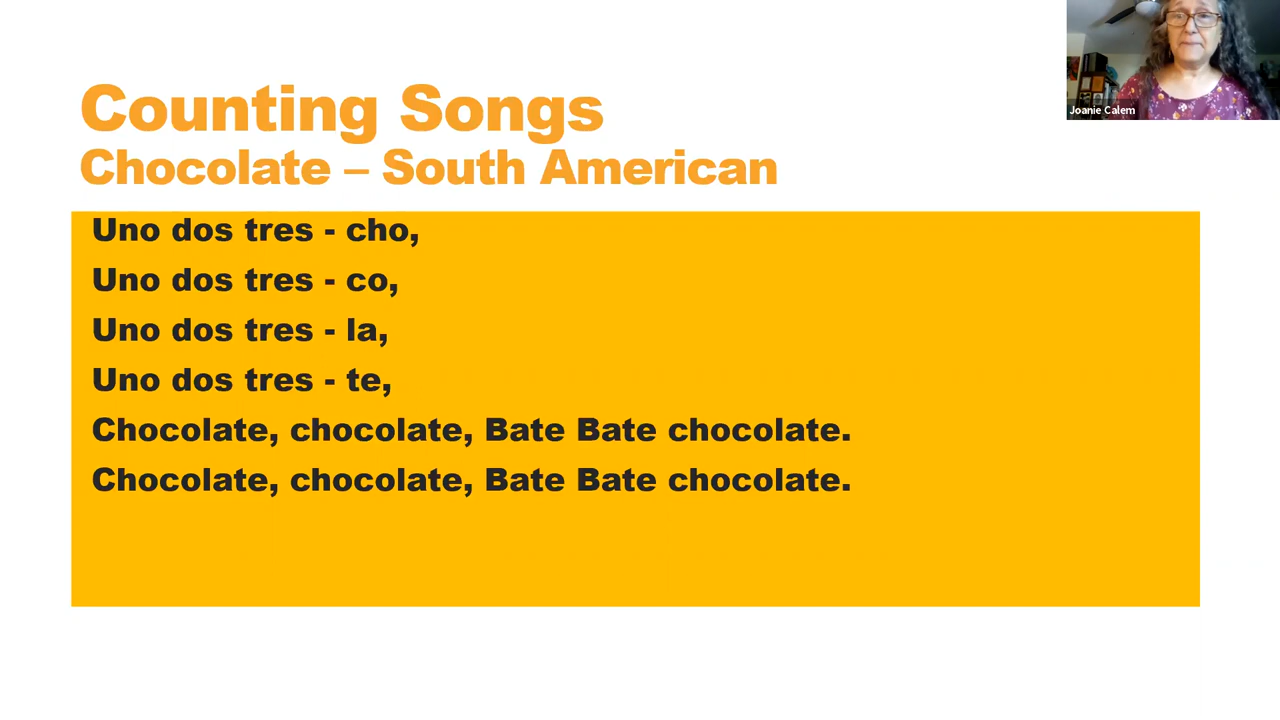 Joanie Calem
Counting Songs
Chocolate – South American
Uno dos tres - cho,
Uno dos tres - co,
Uno dos tres - la,
Uno dos tres - te,
Chocolate, chocolate, Bate Bate chocolate.
Chocolate, chocolate, Bate Bate chocolate.